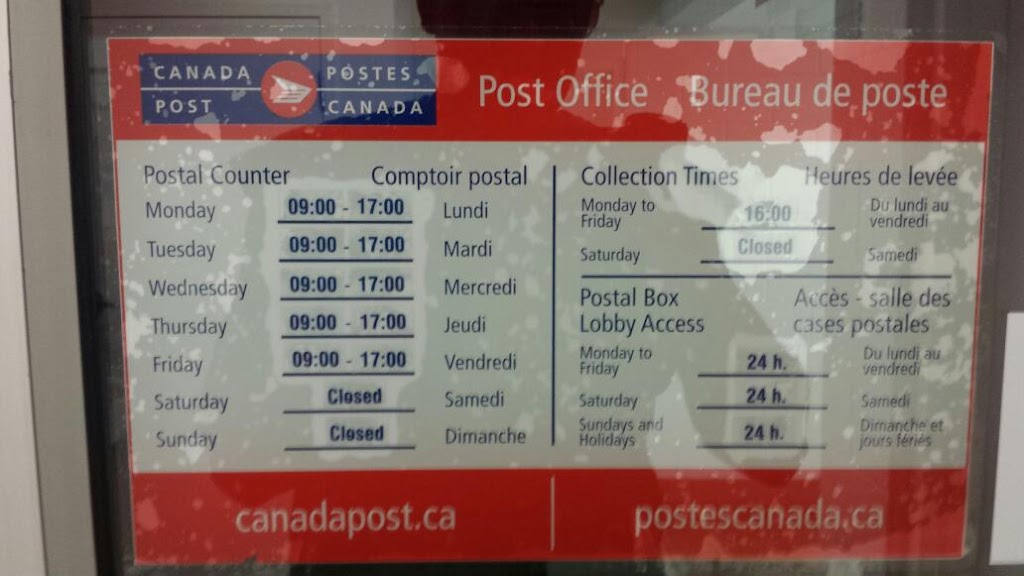 CANADA POSTES
POST CANADA
Post Office Bureau de poste
Postal Counter Comptoir postal
Monday 09:00 - 17:00 Lundi
Tuesday 09:00 - 17:00 Mardi
Wednesday 09:00 - 17:00 Mercredi
Thursday 09:00 - 17:00 Jeudi
Friday 09:00 - 17:00 Vendredi
Saturday Closed Samedi
Sunday Closed Dimanche
Collection Times Heures de levée
Monday to Du lundi au
Friday 16:00 vendredi
Saturday Closed Samedi
Postal Box Accès - salle des
Lobby Access cases postales
Monday to Du lundi au
Friday 24 h. vendredi
Saturday 24 h. Samedi
Sundays and Dimanche et
Holidays 24 h. jours fériés
canadapost.ca postescanada.ca